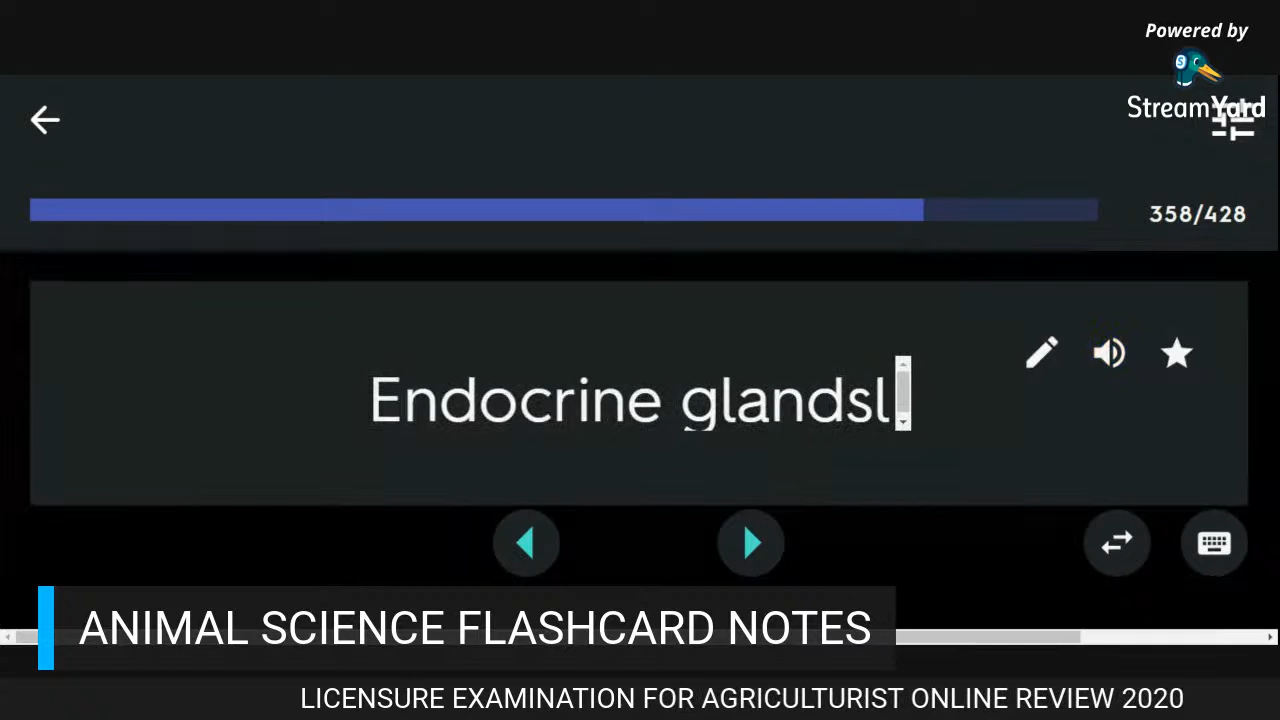 Powered by
StreamYard
358/428
Endocrine glandsl
ANIMAL SCIENCE FLASHCARD NOTES
LICENSURE EXAMINATION FOR AGRICULTURIST ONLINE REVIEW 2020